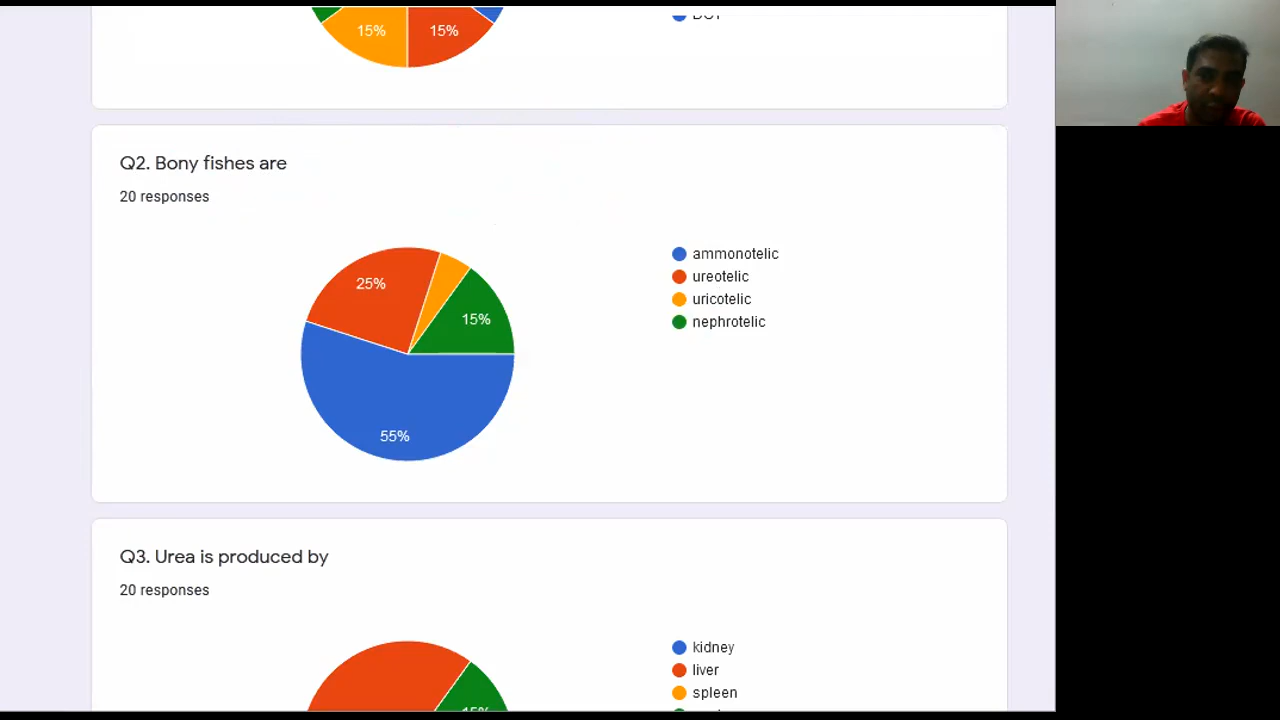 15%
15%
Q2. Bony fishes are
20 responses
25%
15%
55%
ammonotelic
ureotelic
uricotelic
nephrotelic
Q3. Urea is produced by
20 responses
15%
kidney
liver
spleen